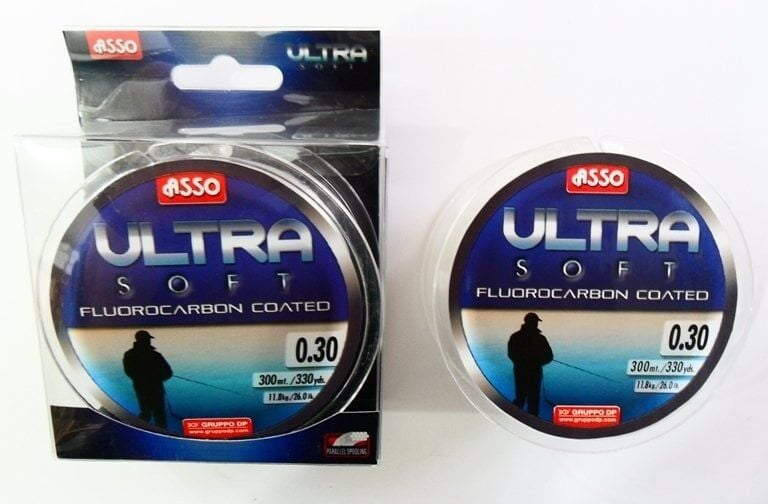 ASSO
ULTRA
SOFT
ASSO
ULTRA
SOFT
FLUOROCARBON COATED
0.30
300mt./330yds.
11.8kg./26.0lb.
GRUPPO DP
www.gruppodp.com
PARALLEL SPOOLING
ASSO
ULTRA
SOFT
FLUOROCARBON COATED
0.30
300mt./330yds.
11.8kg./26.0lb.
GRUPPO DP
www.gruppodp.com